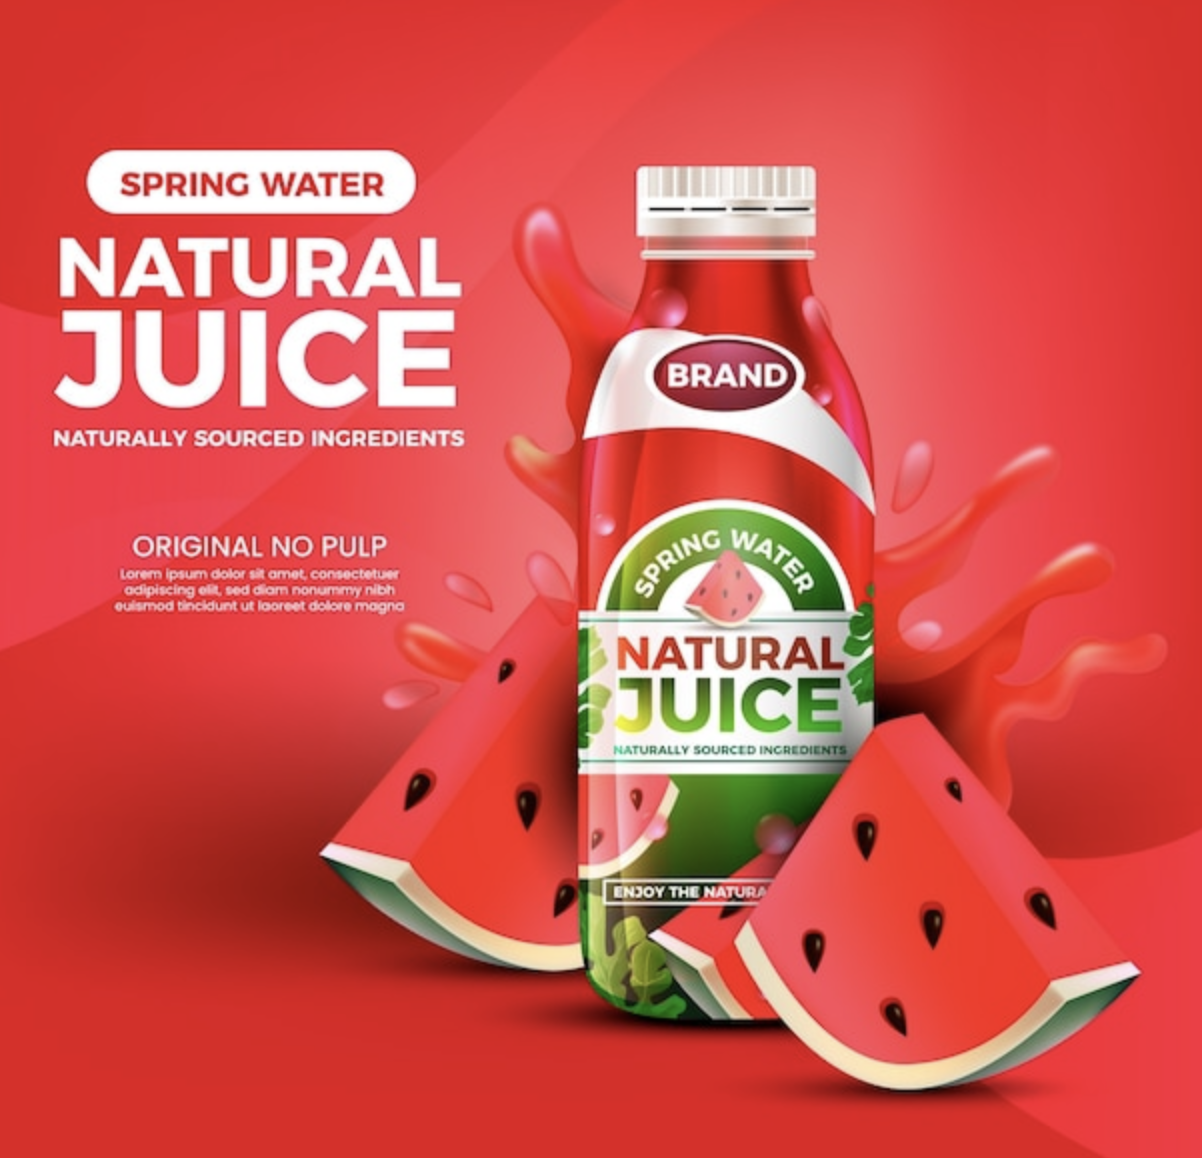 SPRING WATER
NATURAL
JUICE
NATURALLY SOURCED INGREDIENTS
ORIGINAL NO PULP
Lorem ipsum dolor sit amet, consectetuer
adipiscing elit, sed diam nonummy nibh
euismod tincidunt ut laoreet dolore magna
BRAND
SPRING WATER
NATURAL
JUICE
NATURALLY SOURCED INGREDIENTS
ENJOY THE NATURA